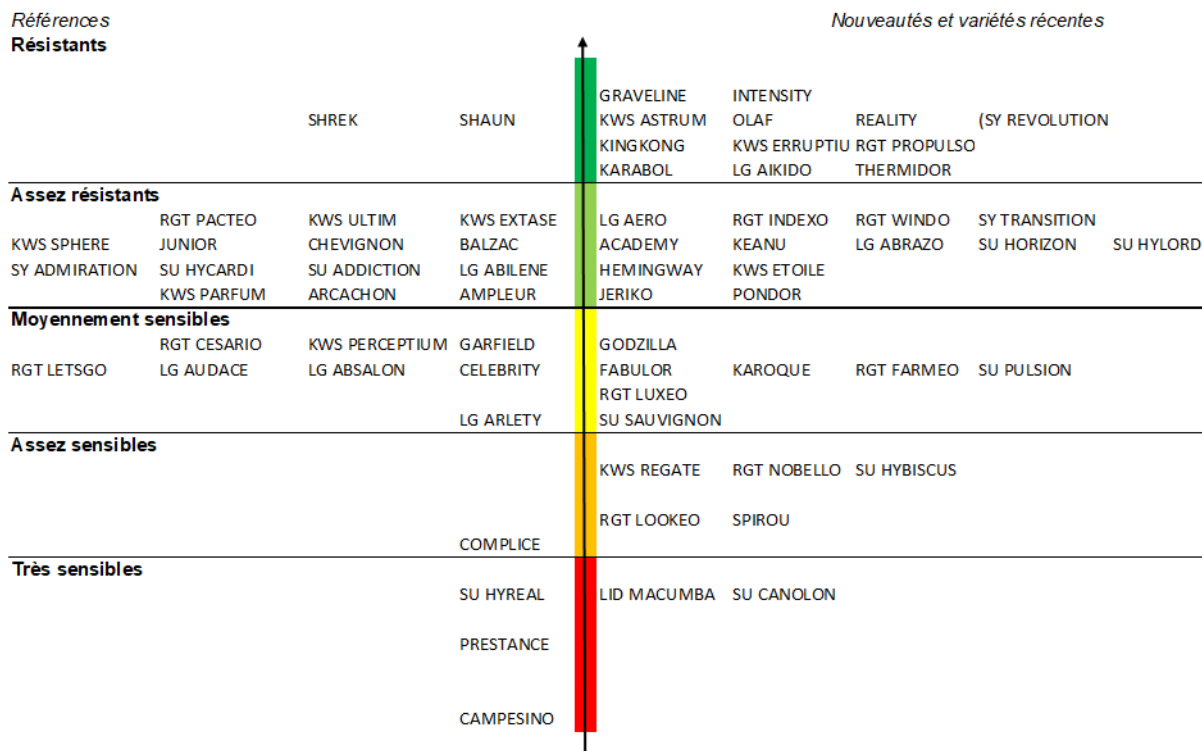 Références Nouveautés et variétés récentes
Résistants
GRAVELINE INTENSITY
SHREK SHAUN KWS ASTRUM OLAF REALITY (SY REVOLUTION
KINGKONG KWS ERRUPTIU RGT PROPULSO
KARABOL LG AIKIDO THERMIDOR
Assez résistants
RGT PACTEO KWS ULTIM KWS EXTASE LG AERO RGT INDEXO RGT WINDO SY TRANSITION
KWS SPHERE JUNIOR CHEVIGNON BALZAC ACADEMY KEANU LG ABRAZO SU HORIZON SU HYLORD
SY ADMIRATION SU HYCARDI SU ADDICTION LG ABILENE HEMINGWAY KWS ETOILE
KWS PARFUM ARCACHON AMPLEUR JERIKO PONDOR
Moyennement sensibles
RGT CESARIO KWS PERCEPTIUM GARFIELD GODZILLA
RGT LETSGO LG AUDACE LG ABSALON CELEBRITY FABULOR KAROQUE RGT FARMEO SU PULSION
RGT LUXEO
LG ARLETY SU SAUVIGNON
Assez sensibles
KWS REGATE RGT NOBELLO SU HYBISCUS
RGT LOOKEO SPIROU
COMPLICE
Très sensibles
SU HYREAL LID MACUMBA SU CANOLON
PRESTANCE
CAMPESINO